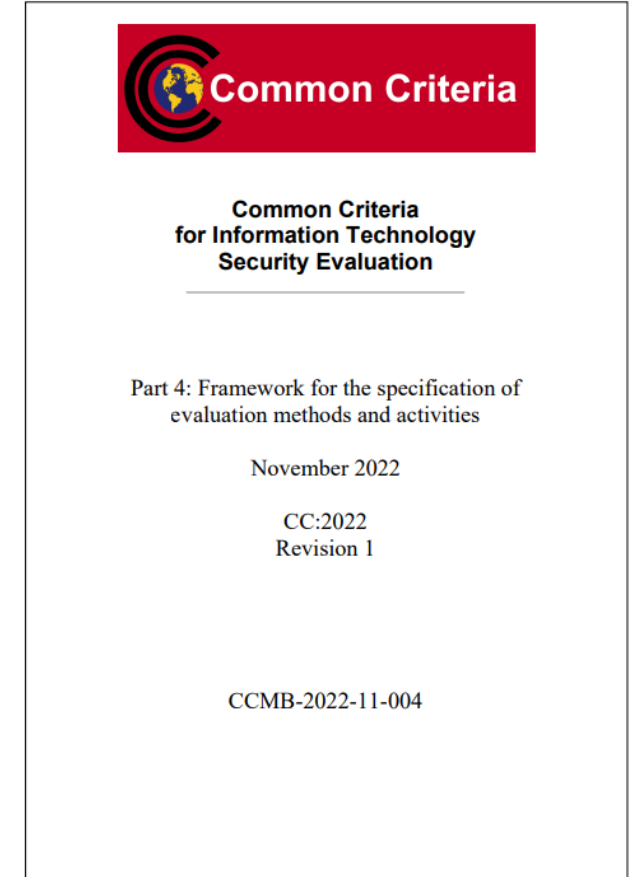 Common Criteria
Common Criteria
for Information Technology
Security Evaluation
Part 4: Framework for the specification of
evaluation methods and activities
November 2022
CC:2022
Revision 1
CCMB-2022-11-004